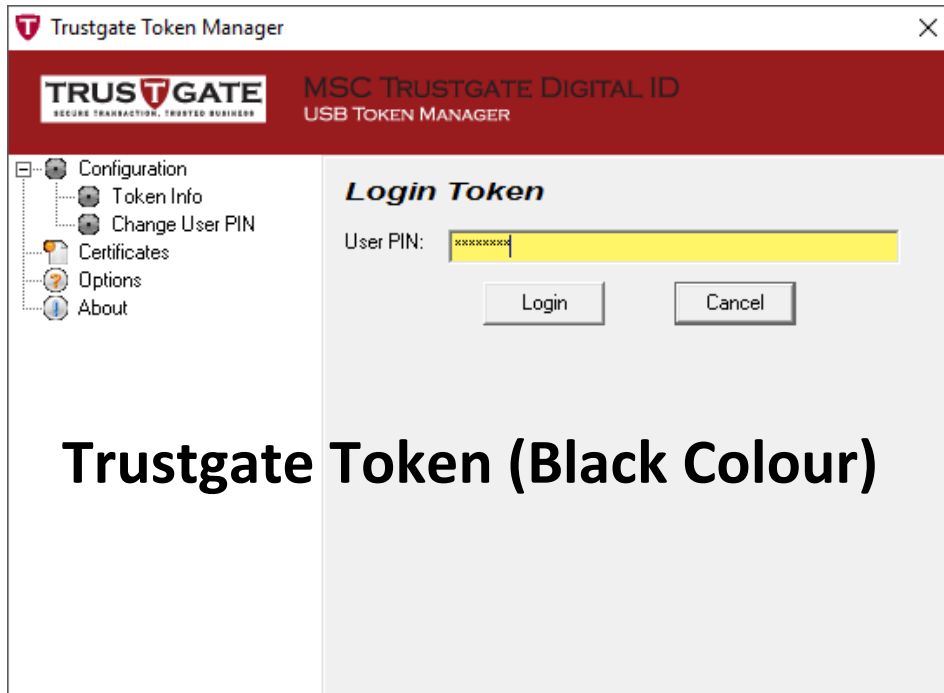 Trustgate Token Manager
TRUSTGATE
SECURE TRANSACTION, TRUSTED BUSINESS
MSC TRUSTGATE DIGITAL ID
USB TOKEN MANAGER
Configuration
Token Info
Change User PIN
Certificates
Options
About
Login Token
User PIN: ********
Login Cancel
Trustgate Token (Black Colour)